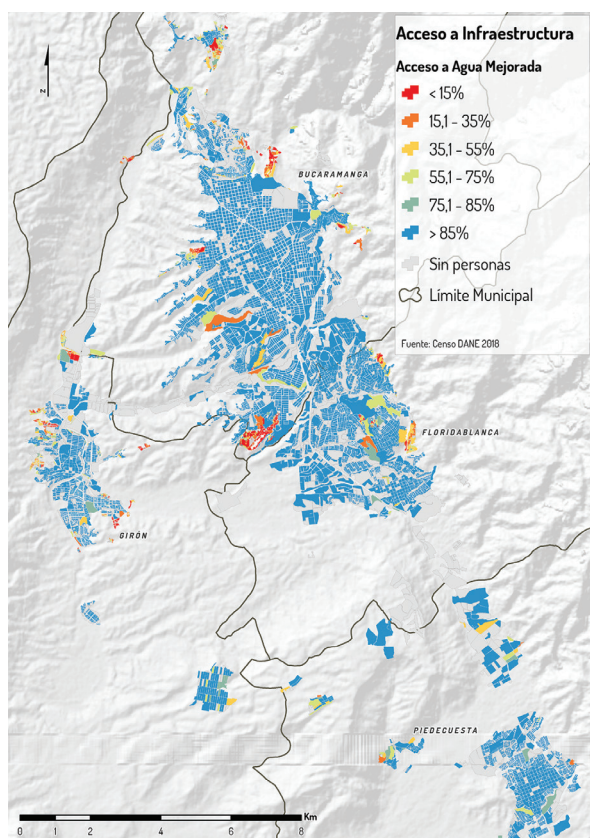 Acceso a Infraestructura
Acceso a Agua Mejorada
< 15%
15,1 - 35%
35,1 - 55%
55,1 - 75%
75,1 - 85%
> 85%
Sin personas
Límite Municipal
Fuente: Censo DANE 2018
N
BUCARAMANGA
FLORIDABLANCA
GIRÓN
PIEDECUESTA
Km
0 1 2 4 6 8